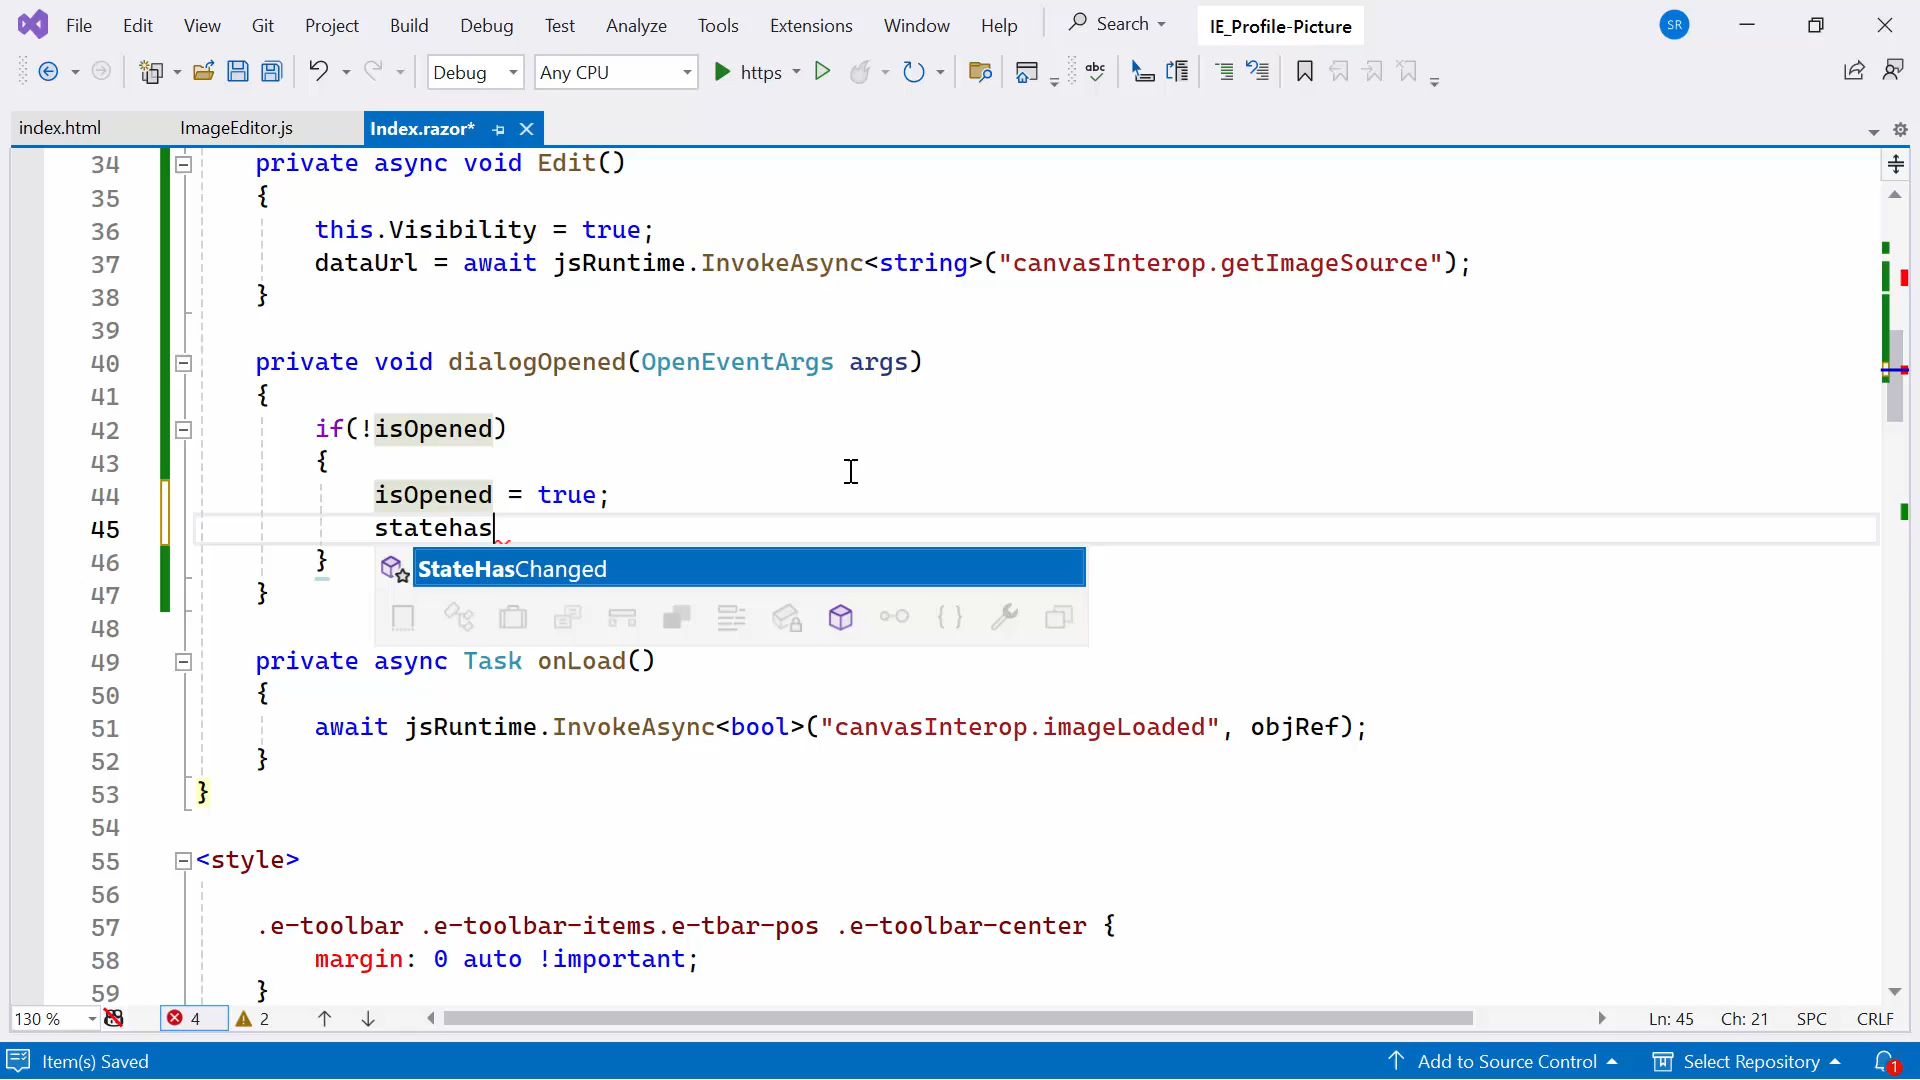 File Edit View Git Project Build Debug Test Analyze Tools Extensions Window Help Search IE_Profile-Picture SR
Debug Any CPU https abc
index.html ImageEditor.js Index.razor*
34 private async void Edit()
35 {
36 this.Visibility = true;
37 dataUrl = await jsRuntime.InvokeAsync<string>("canvasInterop.getImageSource");
38 }
39
40 private void dialogOpened(OpenEventArgs args)
41 {
42 if(!isOpened)
43 {
44 isOpened = true;
45 statehas
46 }
StateHasChanged
47 }
48
49 private async Task onLoad()
50 {
51 await jsRuntime.InvokeAsync<bool>("canvasInterop.imageLoaded", objRef);
52 }
53 }
54
55 <style>
56
57 .e-toolbar .e-toolbar-items.e-tbar-pos .e-toolbar-center {
58 margin: 0 auto !important;
59 }
130 % 4 2 Ln: 45 Ch: 21 SPC CRLF
Item(s) Saved Add to Source Control Select Repository 1